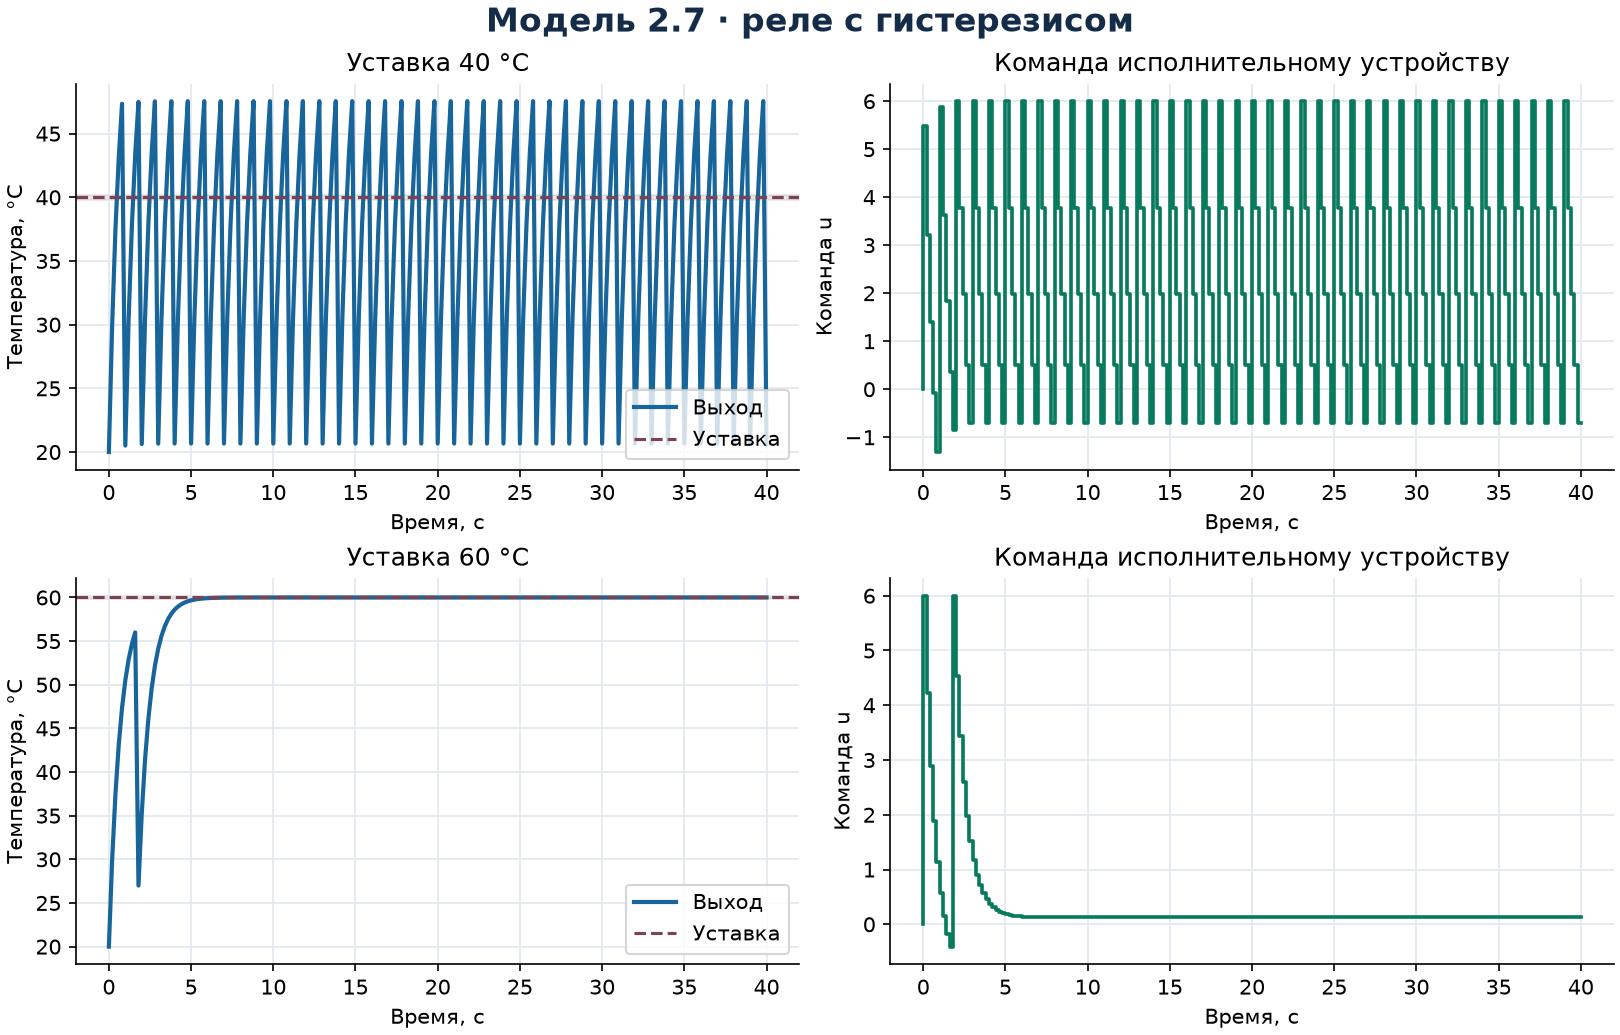 Модель 2.7 · реле с гистерезисом
Уставка 40 °C
Температура, °C
45
40
35
30
25
20
Выход
Уставка
0 5 10 15 20 25 30 35 40
Время, с
Команда исполнительному устройству
Команда u
6
5
4
3
2
1
0
−1
0 5 10 15 20 25 30 35 40
Время, с
Уставка 60 °C
Температура, °C
60
55
50
45
40
35
30
25
20
Выход
Уставка
0 5 10 15 20 25 30 35 40
Время, с
Команда исполнительному устройству
Команда u
6
5
4
3
2
1
0
0 5 10 15 20 25 30 35 40
Время, с